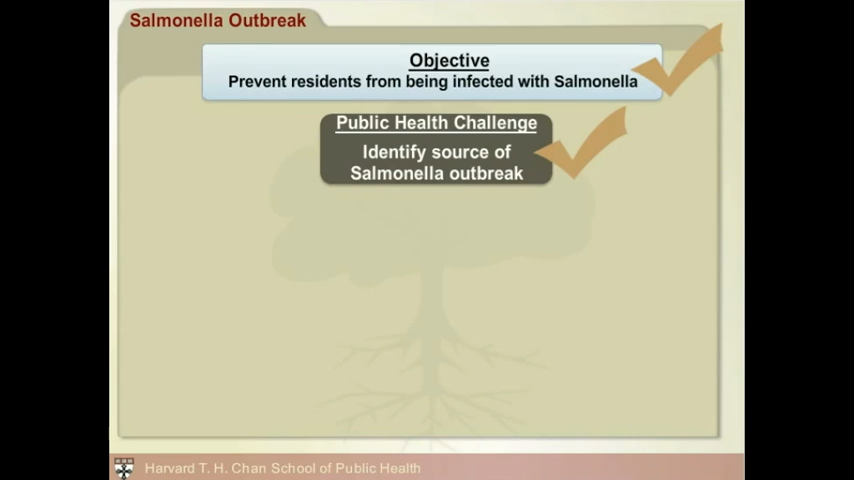 Salmonella Outbreak
Objective
Prevent residents from being infected with Salmonella
Public Health Challenge
Identify source of
Salmonella outbreak
Harvard T. H. Chan School of Public Health